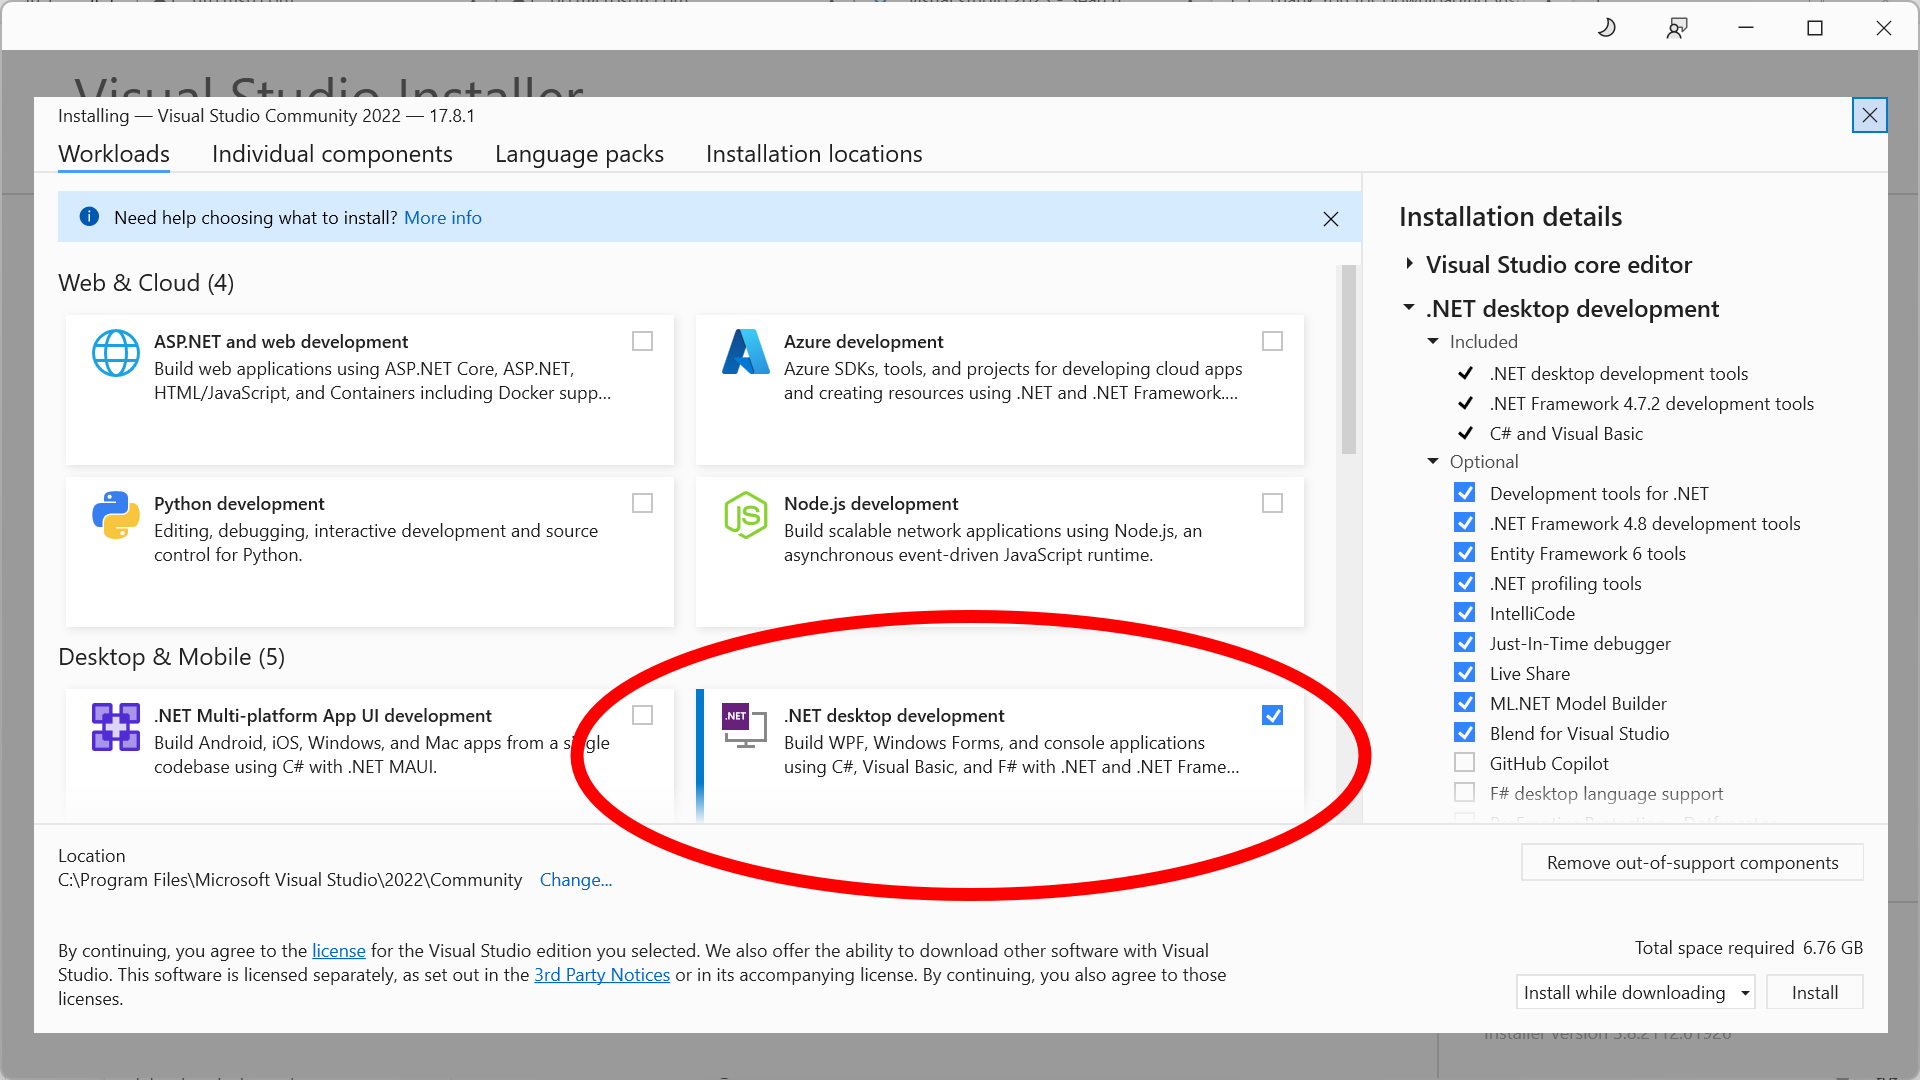 Visual Studio Installer
Installing — Visual Studio Community 2022 — 17.8.1
Workloads
Individual components
Language packs
Installation locations
Need help choosing what to install? More info
Web & Cloud (4)
ASP.NET and web development
Build web applications using ASP.NET Core, ASP.NET,
HTML/JavaScript, and Containers including Docker supp...
Azure development
Azure SDKs, tools, and projects for developing cloud apps
and creating resources using .NET and .NET Framework....
Python development
Editing, debugging, interactive development and source
control for Python.
JS
Node.js development
Build scalable network applications using Node.js, an
asynchronous event-driven JavaScript runtime.
Desktop & Mobile (5)
.NET Multi-platform App UI development
Build Android, iOS, Windows, and Mac apps from a single
codebase using C# with .NET MAUI.
.NET
.NET desktop development
Build WPF, Windows Forms, and console applications
using C#, Visual Basic, and F# with .NET and .NET Frame...
Installation details
Visual Studio core editor
.NET desktop development
Included
.NET desktop development tools
.NET Framework 4.7.2 development tools
C# and Visual Basic
Optional
Development tools for .NET
.NET Framework 4.8 development tools
Entity Framework 6 tools
.NET profiling tools
IntelliCode
Just-In-Time debugger
Live Share
ML.NET Model Builder
Blend for Visual Studio
GitHub Copilot
F# desktop language support
Location
C:\Program Files\Microsoft Visual Studio\2022\Community Change...
Remove out-of-support components
By continuing, you agree to the license for the Visual Studio edition you selected. We also offer the ability to download other software with Visual
Studio. This software is licensed separately, as set out in the 3rd Party Notices or in its accompanying license. By continuing, you also agree to those
licenses.
Total space required 6.76 GB
Install while downloading
Install